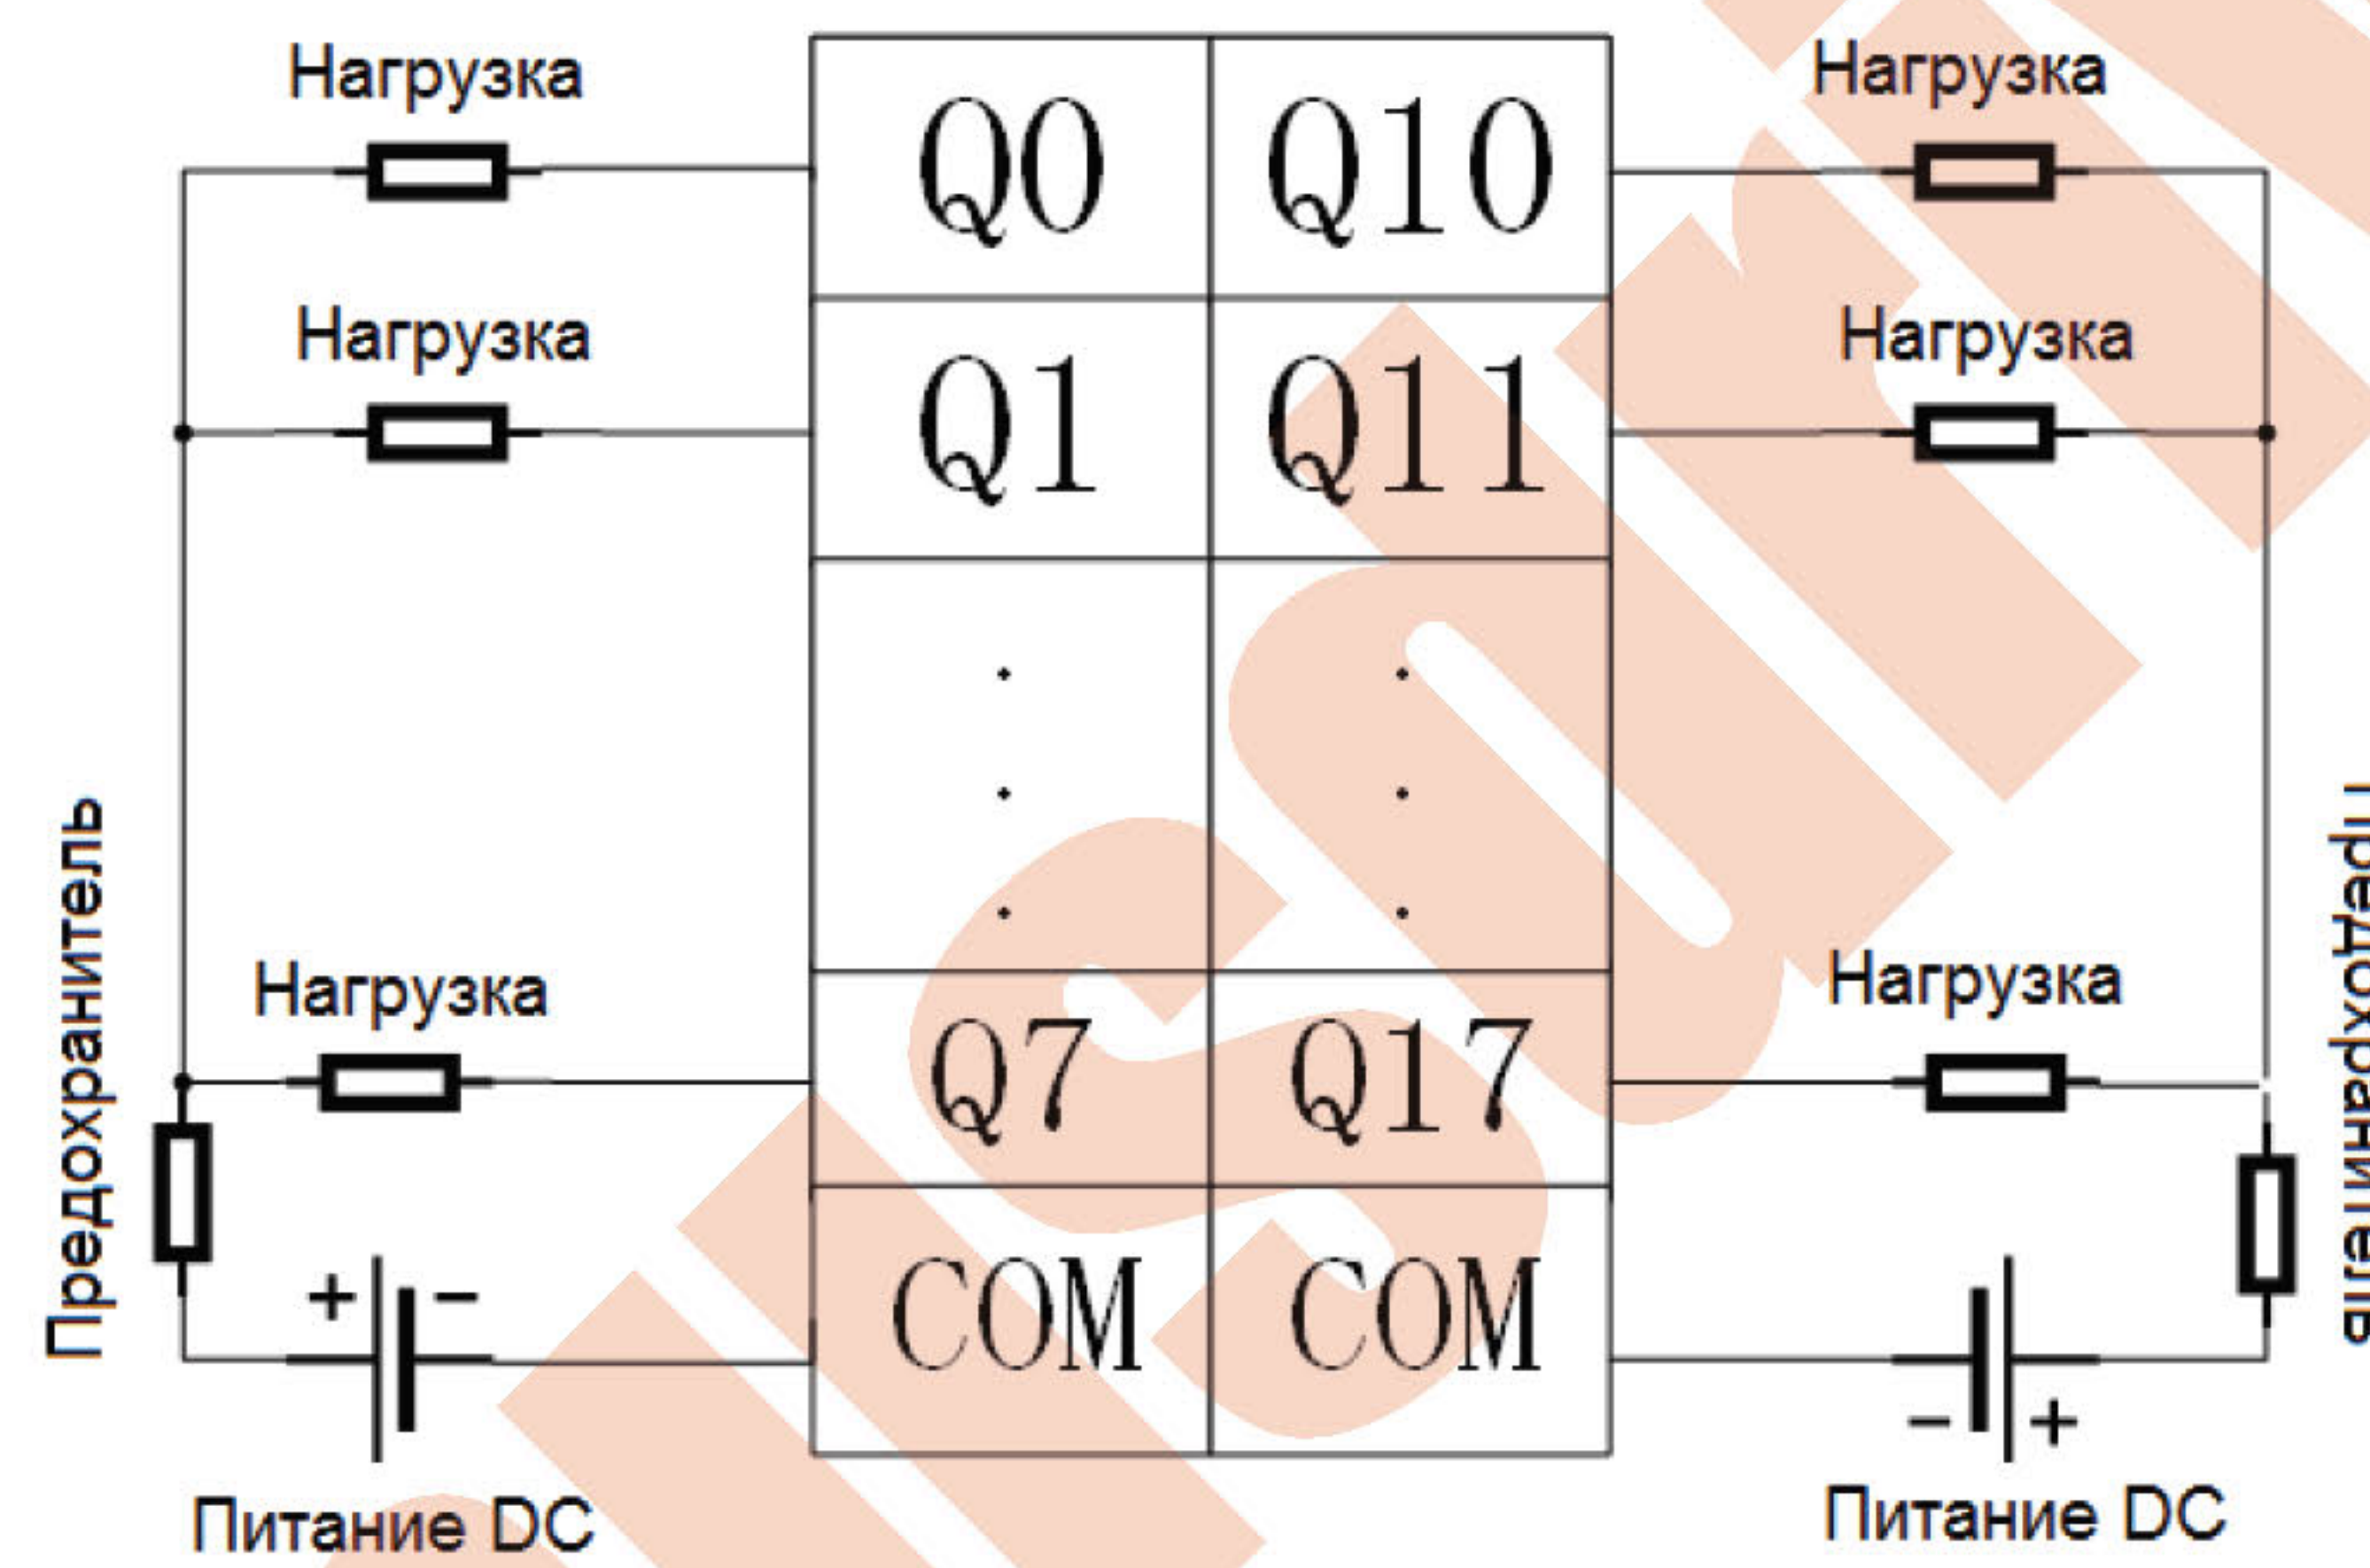 Нагрузка
Нагрузка
Q0 Q10
Нагрузка
Нагрузка
Q1 Q11
Предохранитель
Предохранитель
Нагрузка
Нагрузка
Q7 Q17
+ −
COM COM
− +
Питание DC
Питание DC